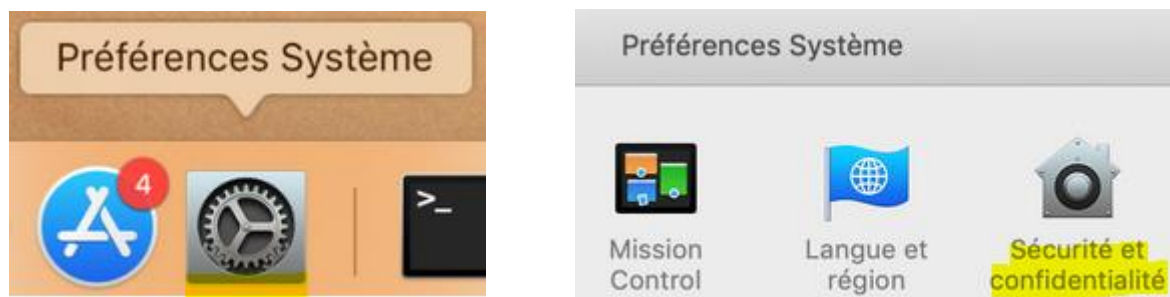 Préférences Système
4
>_
Préférences Système
Mission
Control
Langue et
région
Sécurité et
confidentialité